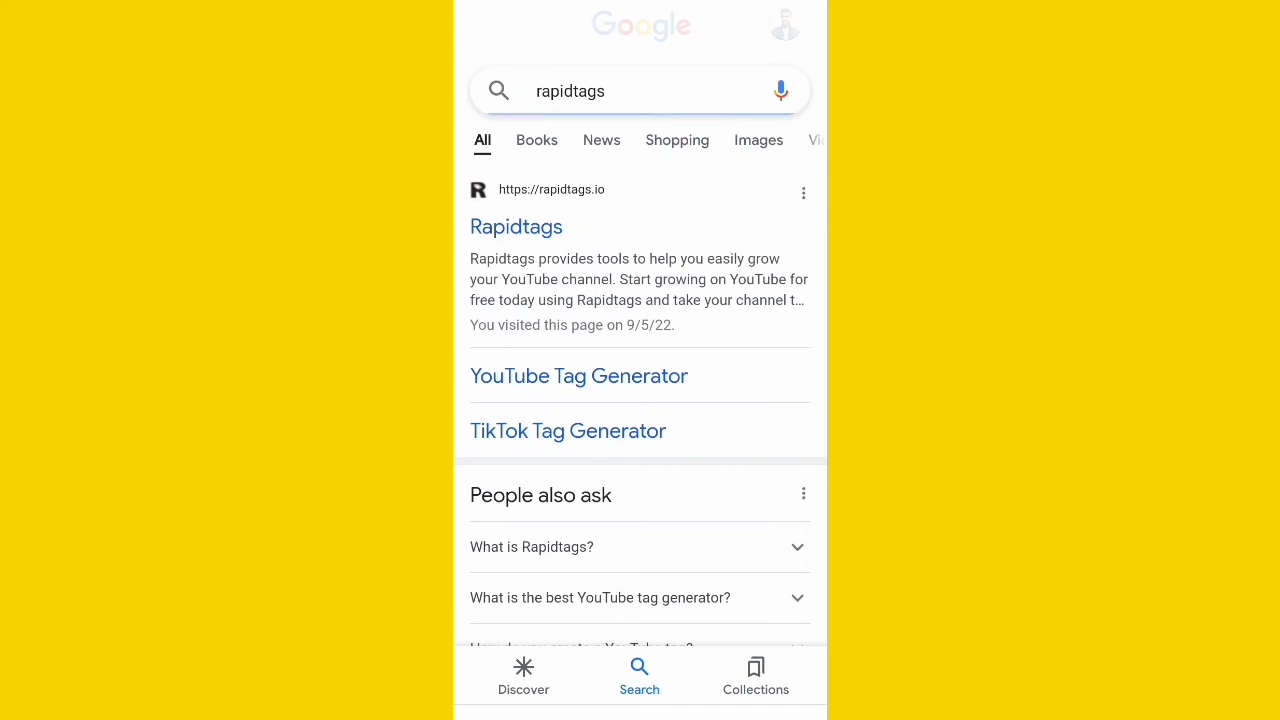 Google
rapidtags
All Books News Shopping Images Vi
R https://rapidtags.io
Rapidtags
Rapidtags provides tools to help you easily grow
your YouTube channel. Start growing on YouTube for
free today using Rapidtags and take your channel t...
You visited this page on 9/5/22.
YouTube Tag Generator
TikTok Tag Generator
People also ask
What is Rapidtags?
What is the best YouTube tag generator?
Discover Search Collections